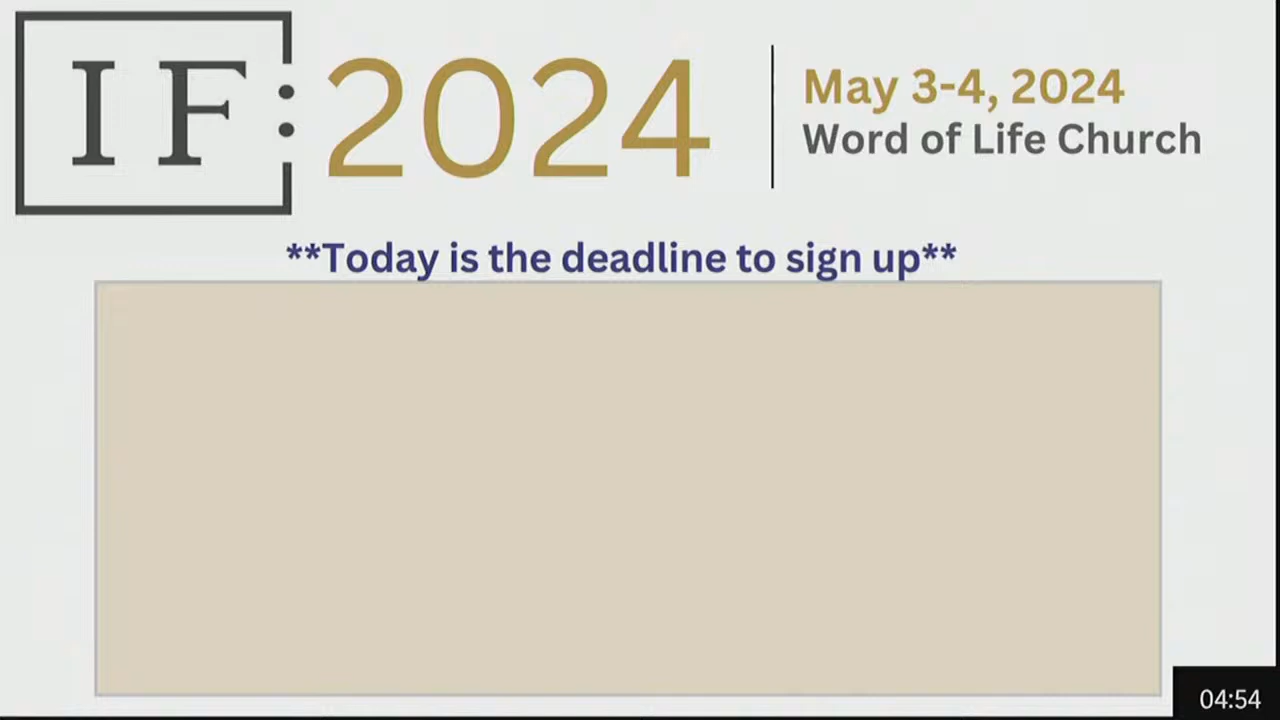 IF:2024
May 3-4, 2024
Word of Life Church
**Today is the deadline to sign up**
04:54